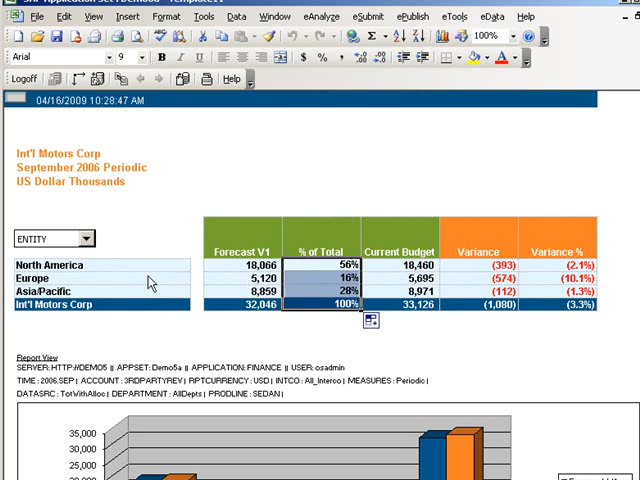 File Edit View Insert Format Tools Data Window eAnalyze eSubmit ePublish eTools eData Help
100%
Arial 9 B I U $ % , A
Logoff Help
04/16/2009 10:28:47 AM
Int'l Motors Corp
September 2006 Periodic
US Dollar Thousands
ENTITY
Forecast V1 % of Total Current Budget Variance Variance %
North America 18,066 56% 18,460 (393) (2.1%)
Europe 5,120 16% 5,695 (574) (10.1%)
Asia/Pacific 8,859 28% 8,971 (112) (1.3%)
Int'l Motors Corp 32,046 100% 33,126 (1,080) (3.3%)
Report View
SERVER: HTTP://DEMO5 || APPSET: Demo5a || APPLICATION: FINANCE || USER: osadmin
TIME : 2006.SEP | ACCOUNT : 3RDPARTYREV | RPTCURRENCY : USD | INTCO : All_Interco | MEASURES : Periodic |
DATASRC : TotWithAlloc | DEPARTMENT : AllDepts | PRODLINE : SEDAN |
35,000
30,000
25,000